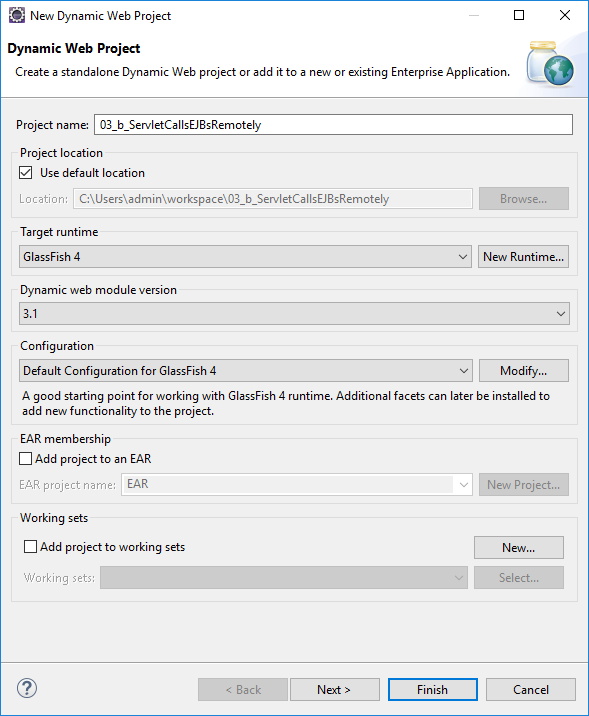 New Dynamic Web Project
Dynamic Web Project
Create a standalone Dynamic Web project or add it to a new or existing Enterprise Application.
Project name: 03_b_ServletCallsEJBsRemotely
Project location
Use default location
Location: C:\Users\admin\workspace\03_b_ServletCallsEJBsRemotely Browse...
Target runtime
GlassFish 4 New Runtime...
Dynamic web module version
3.1
Configuration
Default Configuration for GlassFish 4 Modify...
A good starting point for working with GlassFish 4 runtime. Additional facets can later be installed to
add new functionality to the project.
EAR membership
Add project to an EAR
EAR project name: EAR New Project...
Working sets
Add project to working sets New...
Working sets: Select...
? < Back Next > Finish Cancel